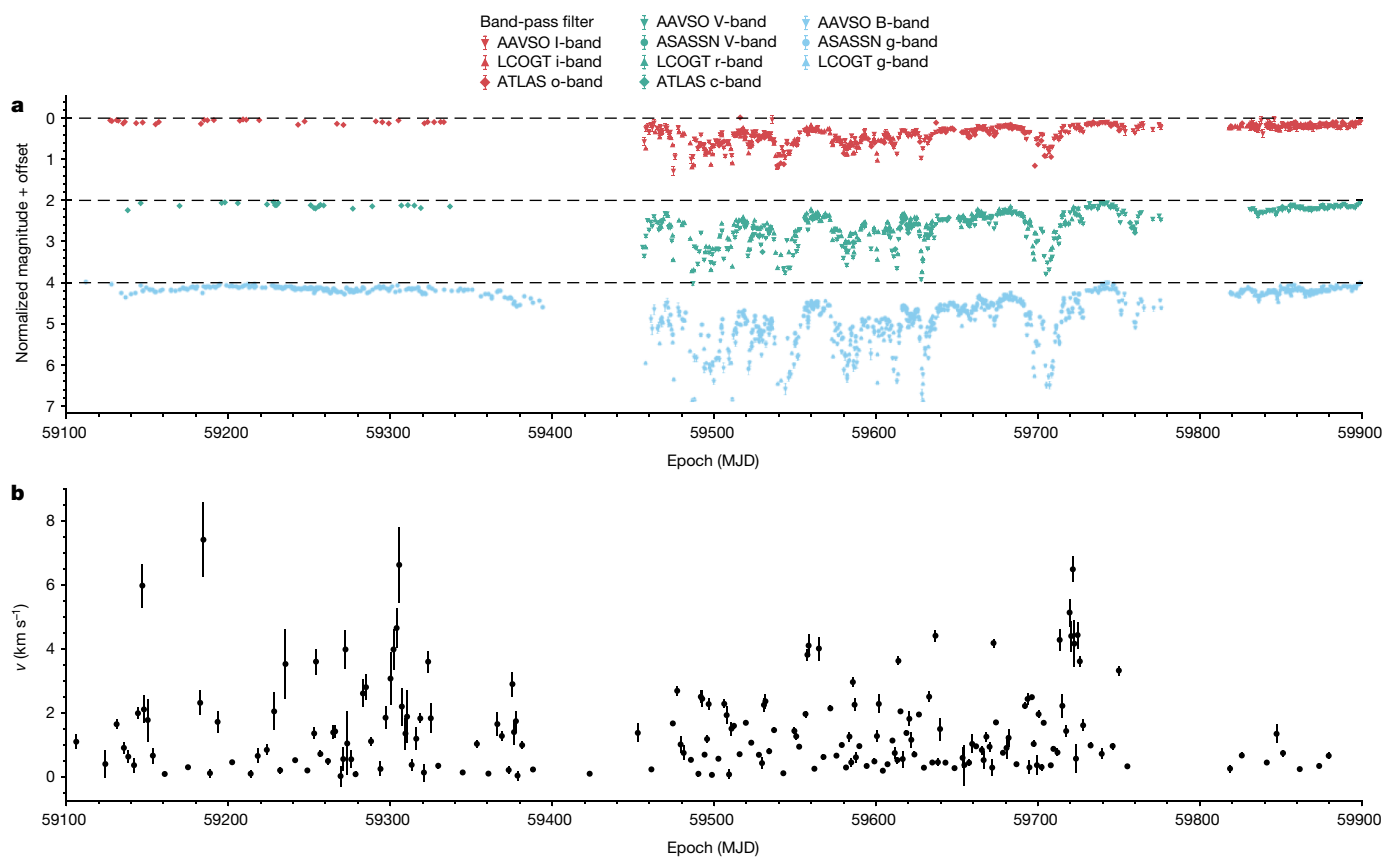 Band-pass filter
AAVSO I-band
LCOGT i-band
ATLAS o-band
AAVSO V-band
ASASSN V-band
LCOGT r-band
ATLAS c-band
AAVSO B-band
ASASSN g-band
LCOGT g-band
a
Normalized magnitude + offset
0
1
2
3
4
5
6
7
59100 59200 59300 59400 59500 59600 59700 59800 59900
Epoch (MJD)
b
v (km s⁻¹)
8
6
4
2
0
59100 59200 59300 59400 59500 59600 59700 59800 59900
Epoch (MJD)